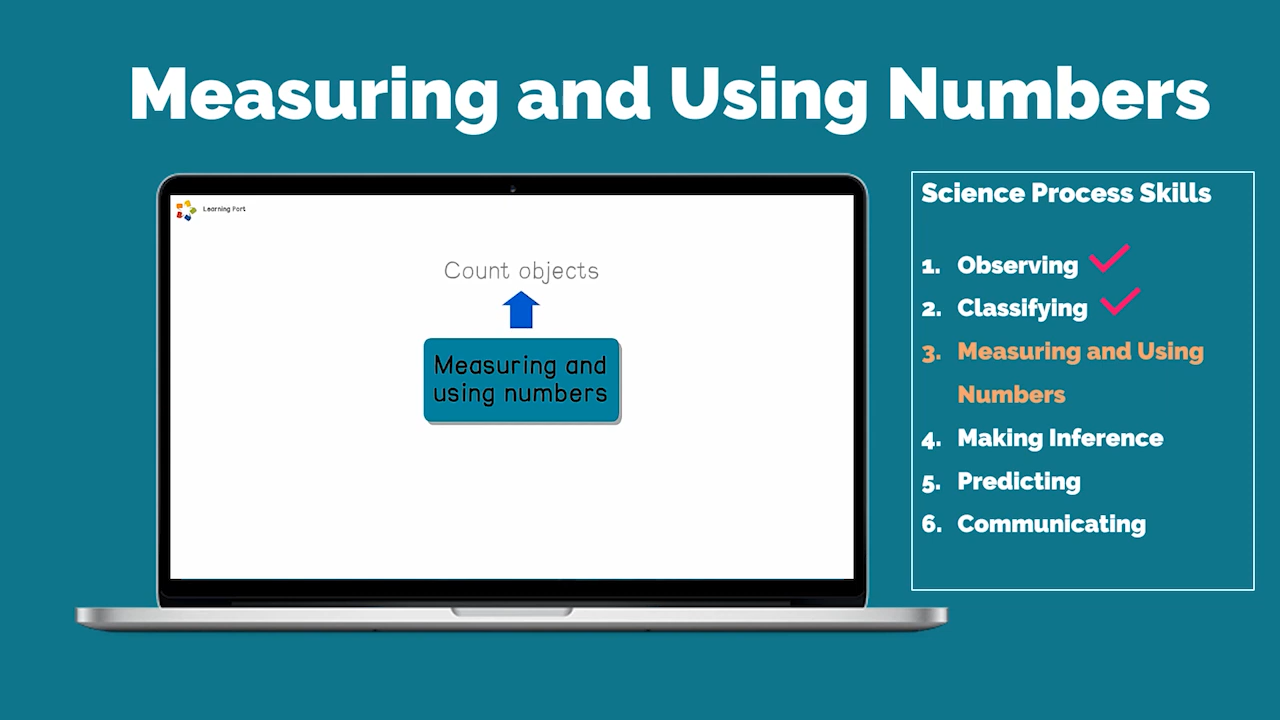 Measuring and Using Numbers
Learning Port
Count objects
Measuring and
using numbers
Science Process Skills
1. Observing
2. Classifying
3. Measuring and Using
Numbers
4. Making Inference
5. Predicting
6. Communicating